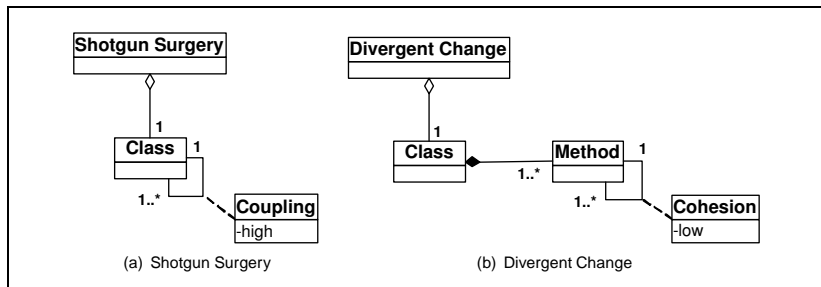 Shotgun Surgery
1
Class
1
1..*
Coupling
-high
(a) Shotgun Surgery
Divergent Change
1
Class
1..*
Method
1
1..*
Cohesion
-low
(b) Divergent Change